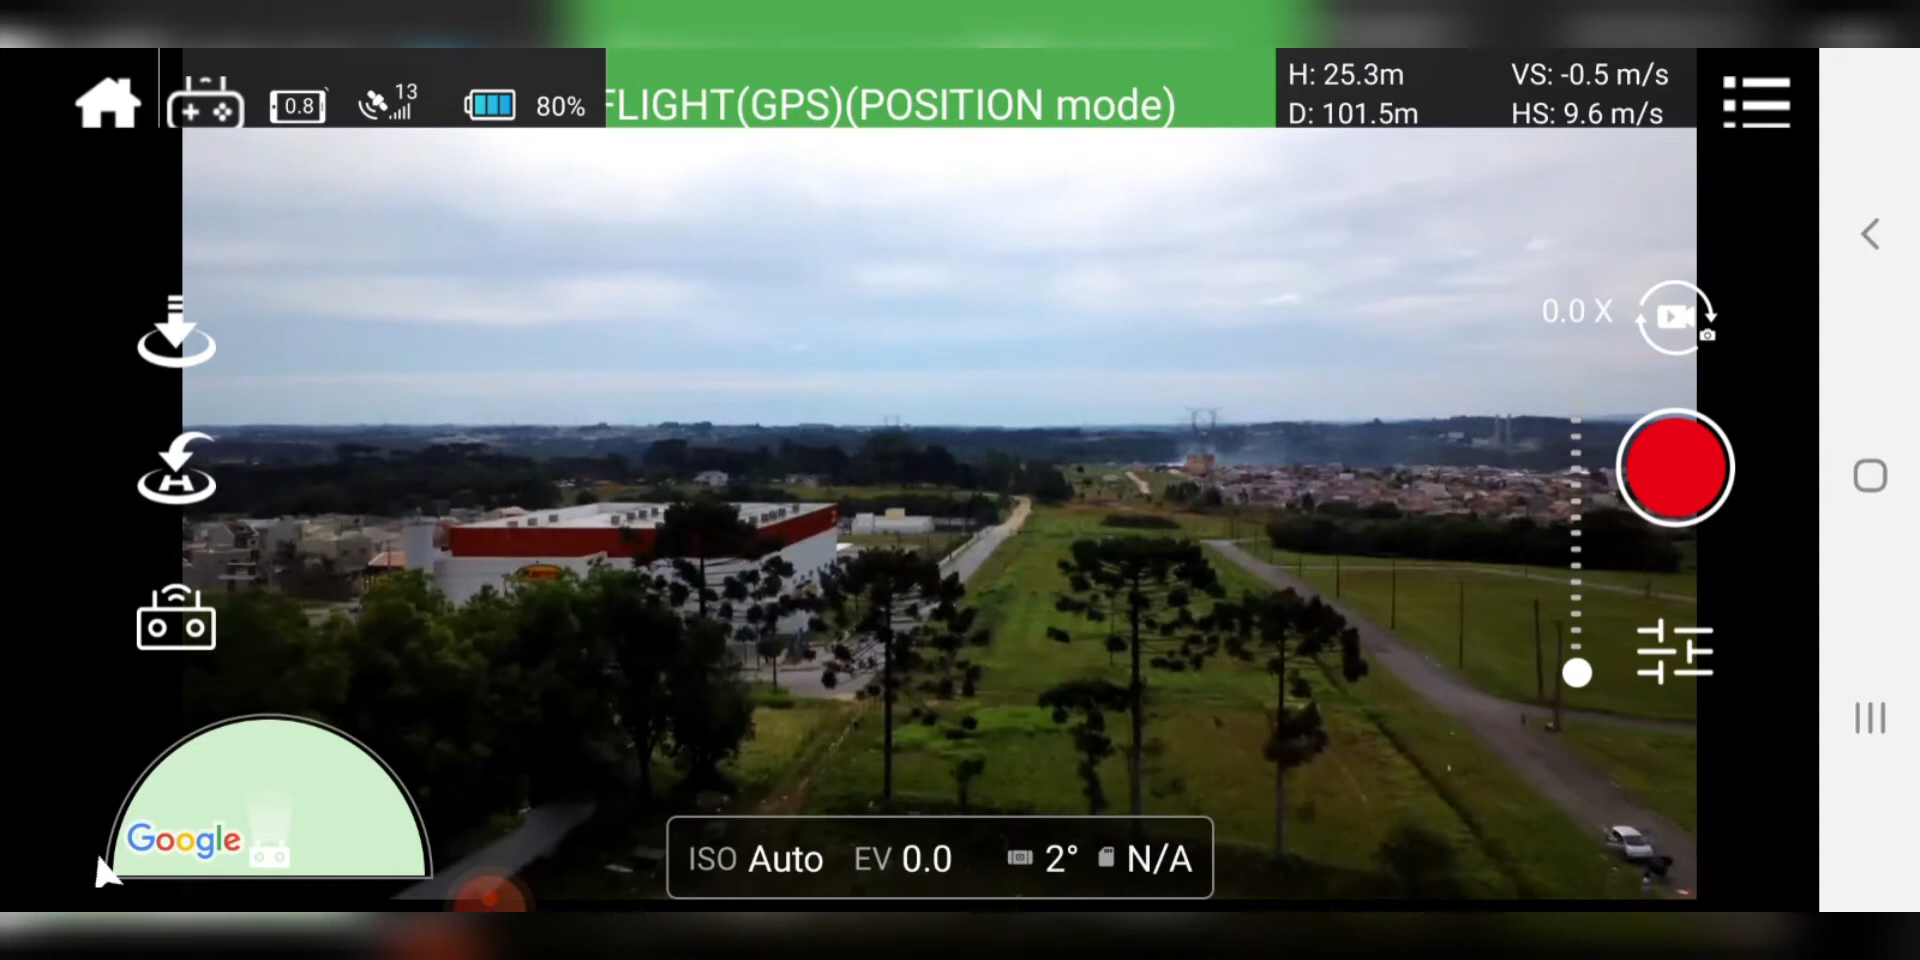 0.8
13
80%
FLIGHT(GPS)(POSITION mode)
H: 25.3m
VS: -0.5 m/s
D: 101.5m
HS: 9.6 m/s
0.0 X
H
Google
ISO Auto EV 0.0 2° N/A